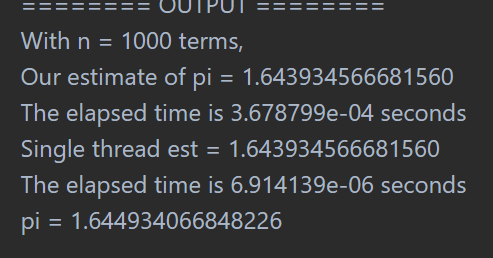 ======== OUTPUT ========
With n = 1000 terms,
Our estimate of pi = 1.643934566681560
The elapsed time is 3.678799e-04 seconds
Single thread est = 1.643934566681560
The elapsed time is 6.914139e-06 seconds
pi = 1.644934066848226